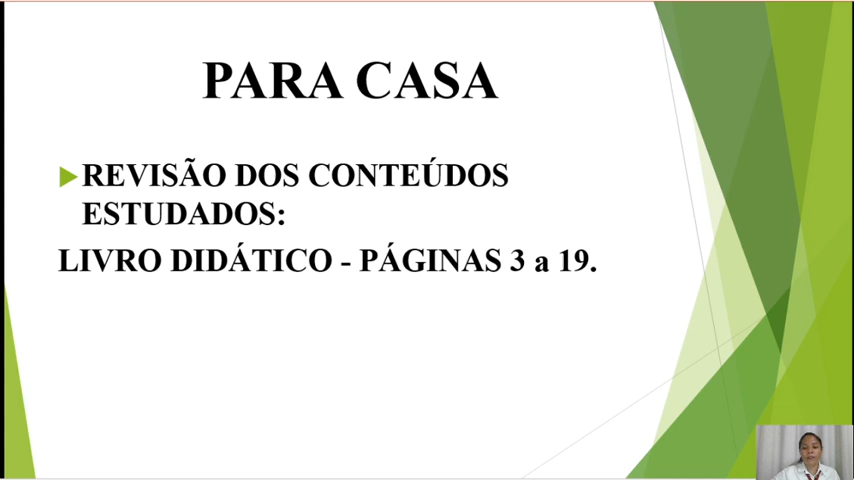 PARA CASA
REVISÃO DOS CONTEÚDOS
ESTUDADOS:
LIVRO DIDÁTICO - PÁGINAS 3 a 19.